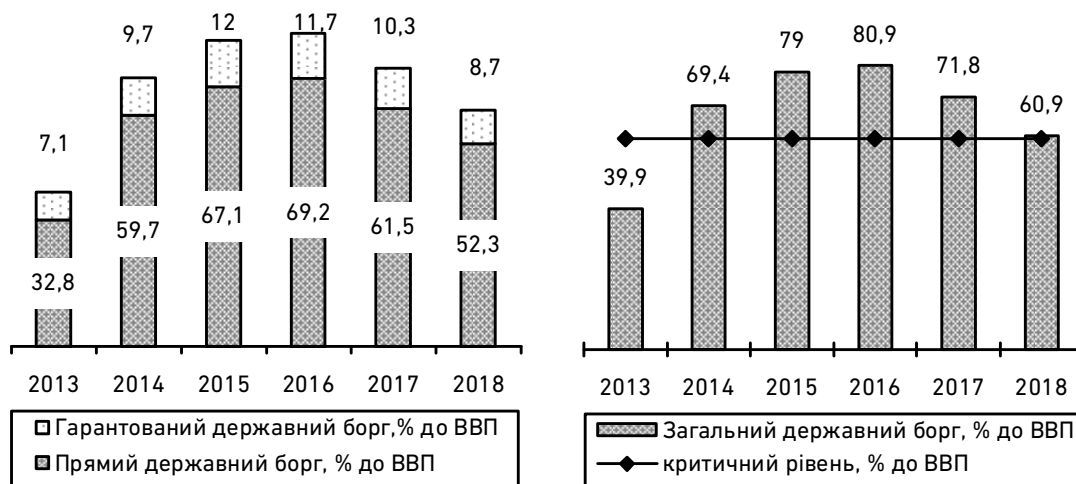 9,7 12 11,7 10,3 8,7 7,1
59,7 67,1 69,2 61,5 52,3 32,8
2013 2014 2015 2016 2017 2018
Гарантований державний борг,% до ВВП
Прямий державний борг, % до ВВП
69,4 79 80,9 71,8 60,9 39,9
2013 2014 2015 2016 2017 2018
Загальний державний борг, % до ВВП
критичний рівень, % до ВВП